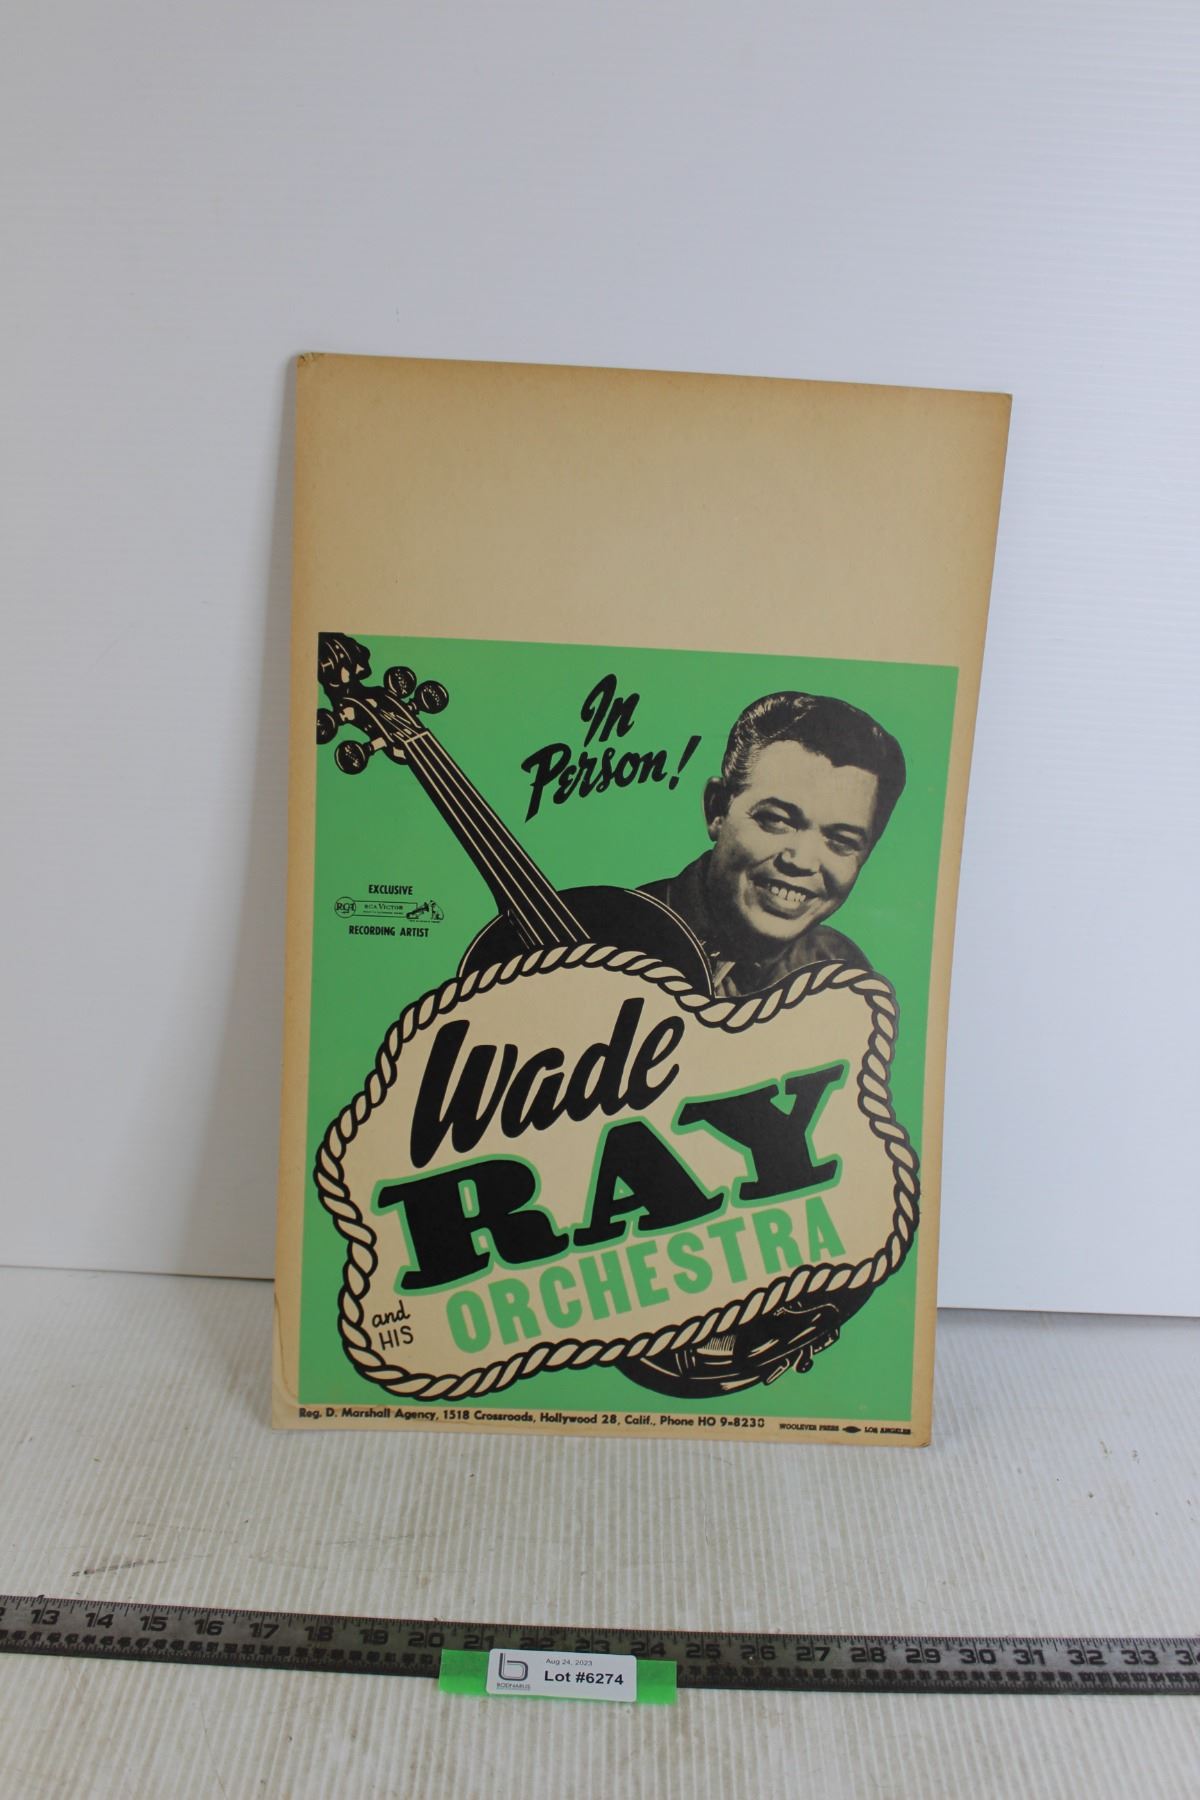 In
Person!
EXCLUSIVE
RCA
RCA VICTOR
RECORDING ARTIST
Wade
RAY
and
HIS
ORCHESTRA
Reg. D. Marshall Agency, 1518 Crossroads, Hollywood 28, Calif., Phone HO 9-8230
WOOLEVER PRESS LOS ANGELES
13 14 15 16 17 18 19 20 21 22 23 24 25 26 27 28 29 30 31 32 33
Aug 24, 2023
Lot #6274
BODNARUS